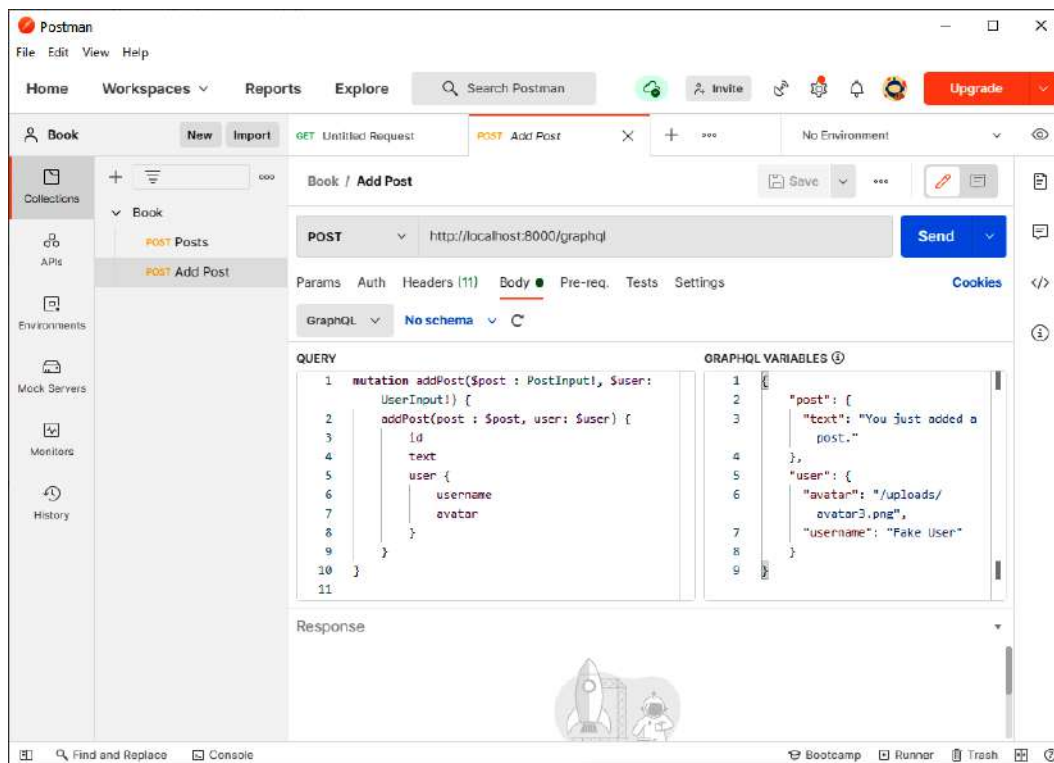 Postman
File Edit View Help
Home Workspaces Reports Explore Search Postman Invite Upgrade
Book New Import GET Untitled Request POST Add Post No Environment
Collections
APIs
Environments
Mock Servers
Monitors
History
Book
POST Posts
POST Add Post
Book / Add Post Save
POST http://localhost:8000/graphql Send
Params Auth Headers (11) Body Pre-req. Tests Settings Cookies
GraphQL No schema
QUERY
1 mutation addPost($post : PostInput!, $user:
UserInput!) {
2 addPost(post : $post, user: $user) {
3 id
4 text
5 user {
6 username
7 avatar
8 }
9 }
10 }
11
GRAPHQL VARIABLES
1 {
2 "post": {
3 "text": "You just added a
post."
4 },
5 "user": {
6 "avatar": "/uploads/
avatar3.png",
7 "username": "Fake User"
8 }
9 }
Response
Find and Replace Console Bootcamp Runner Trash